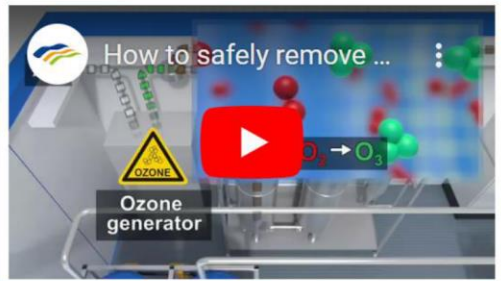 How to safely remove ...
O₂ → O₃
OZONE
Ozone
generator